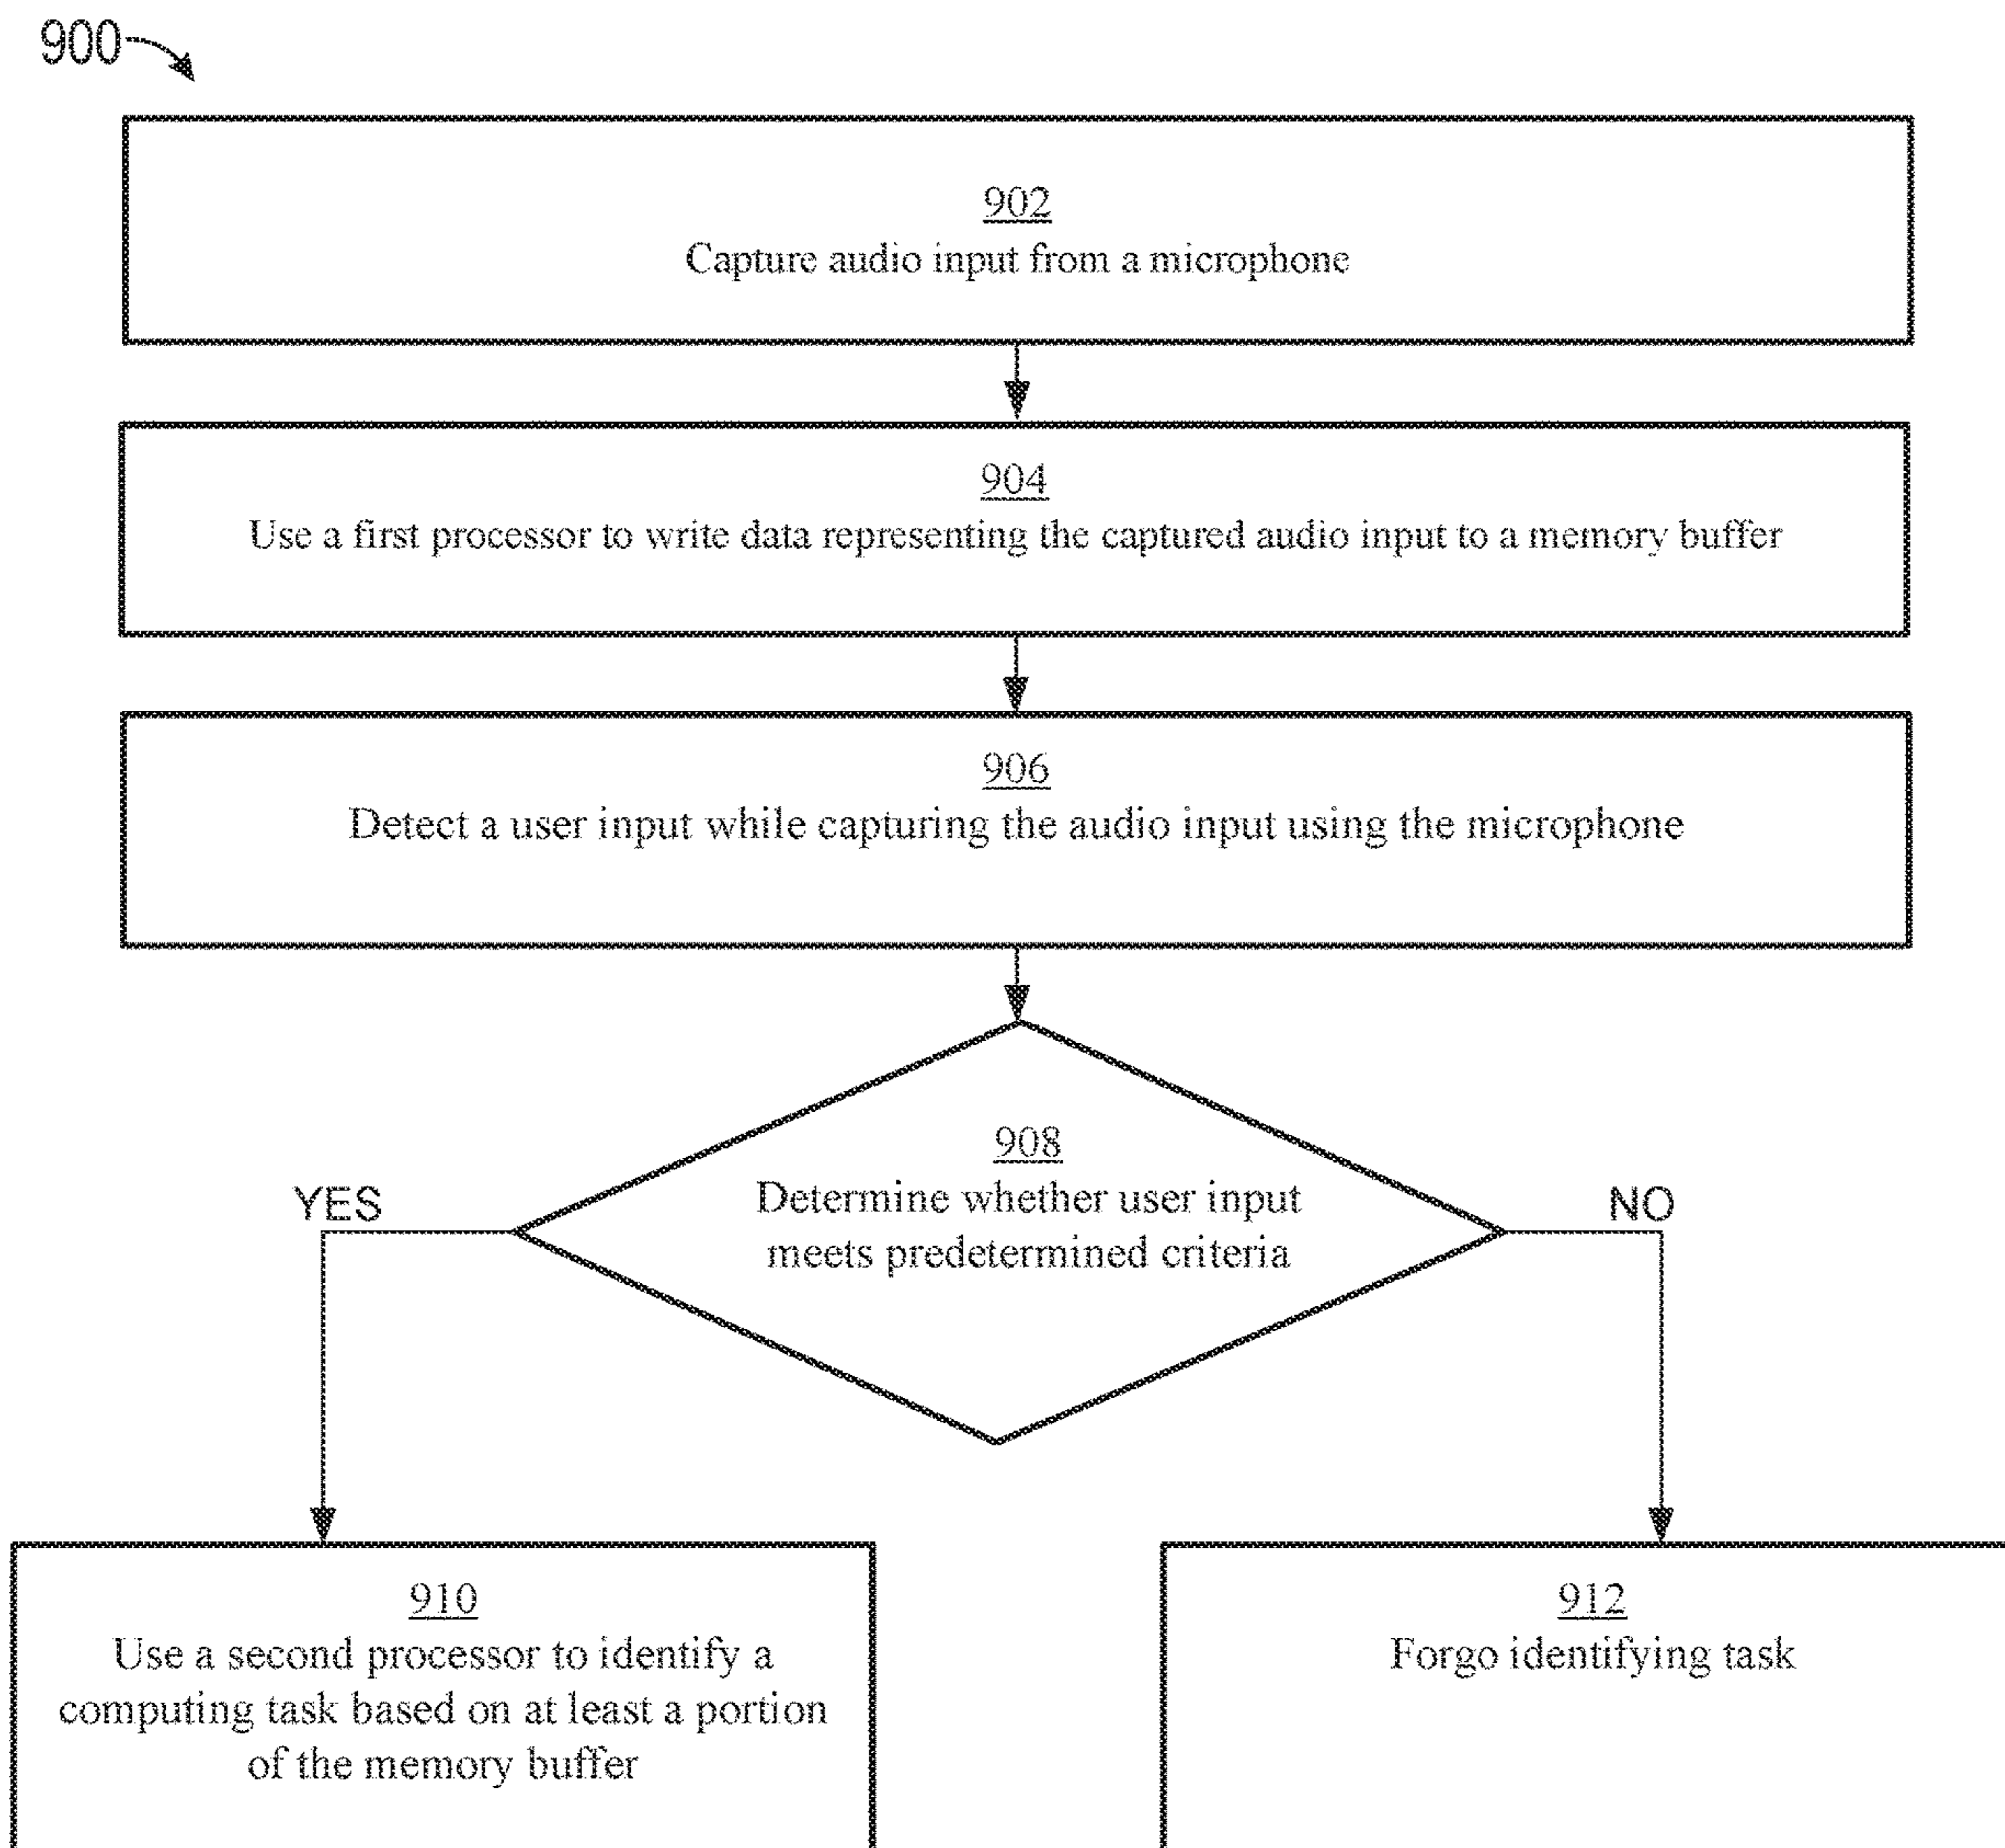 900
902
Capture audio input from a microphone
904
Use a first processor to write data representing the captured audio input to a memory buffer
906
Detect a user input while capturing the audio input using the microphone
908
Determine whether user input
meets predetermined criteria
YES
NO
910
Use a second processor to identify a
computing task based on at least a portion
of the memory buffer
912
Forgo identifying task